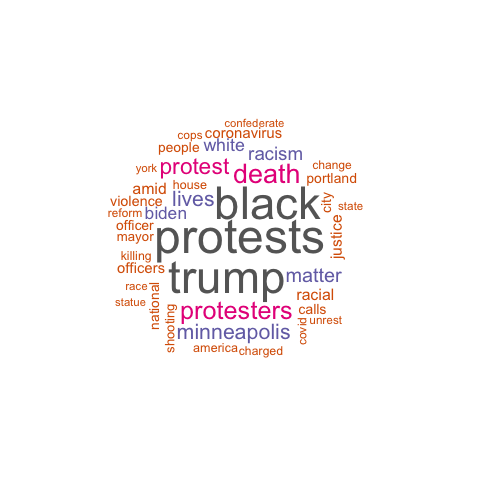 confederate
cops coronavirus
people white racism
york protest death change
portland
amid house
violence lives black city state
reform biden
officer protests justice
mayor
killing
officers trump matter
race
statue national racial
protesters calls
shooting minneapolis covid unrest
america charged